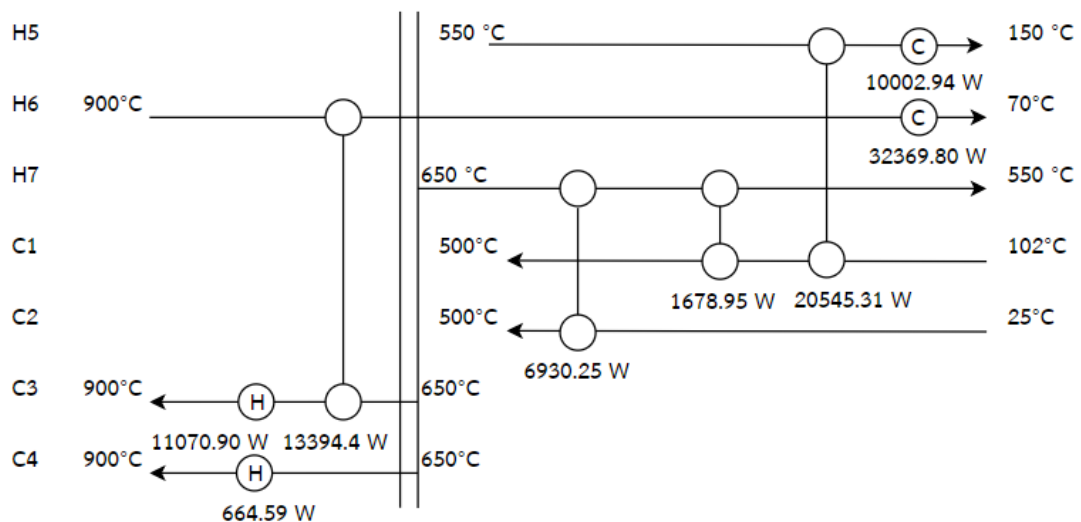 H5 550 °C 150 °C
C
10002.94 W
H6 900°C 70°C
C
32369.80 W
H7 650 °C 550 °C
C1 500°C 102°C
1678.95 W 20545.31 W
C2 500°C 25°C
6930.25 W
C3 900°C 650°C
H
11070.90 W 13394.4 W
C4 900°C 650°C
H
664.59 W